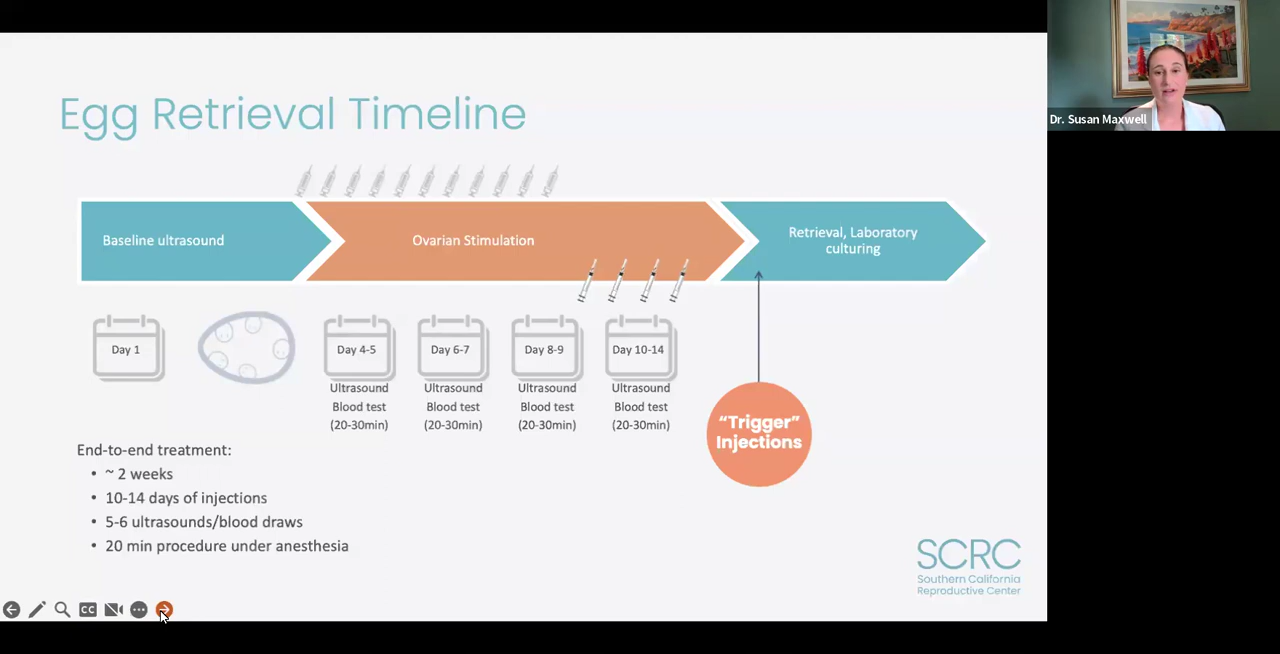 Egg Retrieval Timeline
Dr. Susan Maxwell
Baseline ultrasound
Ovarian Stimulation
Retrieval, Laboratory
culturing
Day 1
Day 4-5
Day 6-7
Day 8-9
Day 10-14
Ultrasound
Blood test
(20-30min)
Ultrasound
Blood test
(20-30min)
Ultrasound
Blood test
(20-30min)
Ultrasound
Blood test
(20-30min)
“Trigger”
Injections
End-to-end treatment:
• ~ 2 weeks
• 10-14 days of injections
• 5-6 ultrasounds/blood draws
• 20 min procedure under anesthesia
SCRC
Southern California
Reproductive Center
CC